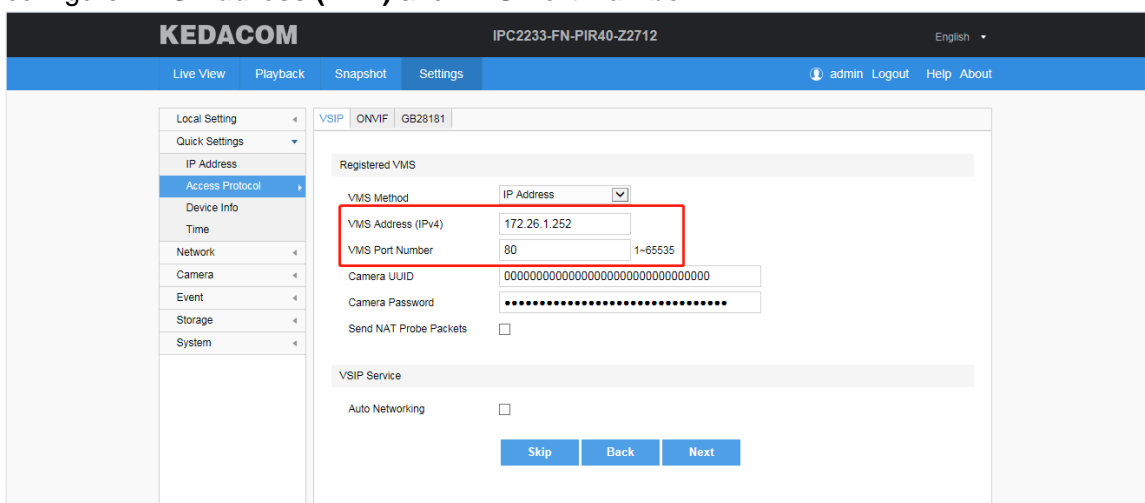 KEDACOM IPC2233-FN-PIR40-Z2712 English
Live View Playback Snapshot Settings admin Logout Help About
Local Setting
Quick Settings
IP Address
Access Protocol
Device Info
Time
Network
Camera
Event
Storage
System
VSIP ONVIF GB28181
Registered VMS
VMS Method IP Address
VMS Address (IPv4) 172.26.1.252
VMS Port Number 80 1~65535
Camera UUID 00000000000000000000000000000000
Camera Password ••••••••••••••••••••••••••••••••
Send NAT Probe Packets
VSIP Service
Auto Networking
Skip Back Next